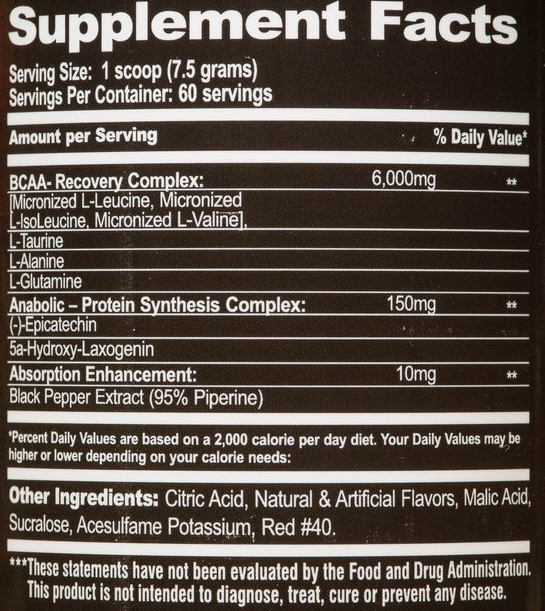 Supplement Facts
Serving Size: 1 scoop (7.5 grams)
Servings Per Container: 60 servings
Amount per Serving % Daily Value*
BCAA- Recovery Complex: 6,000mg **
[Micronized L-Leucine, Micronized
L-IsoLeucine, Micronized L-Valine],
L-Taurine
L-Alanine
L-Glutamine
Anabolic – Protein Synthesis Complex: 150mg **
(-)-Epicatechin
5a-Hydroxy-Laxogenin
Absorption Enhancement: 10mg **
Black Pepper Extract (95% Piperine)
*Percent Daily Values are based on a 2,000 calorie per day diet. Your Daily Values may be
higher or lower depending on your calorie needs:
Other Ingredients: Citric Acid, Natural & Artificial Flavors, Malic Acid,
Sucralose, Acesulfame Potassium, Red #40.
***These statements have not been evaluated by the Food and Drug Administration.
This product is not intended to diagnose, treat, cure or prevent any disease.